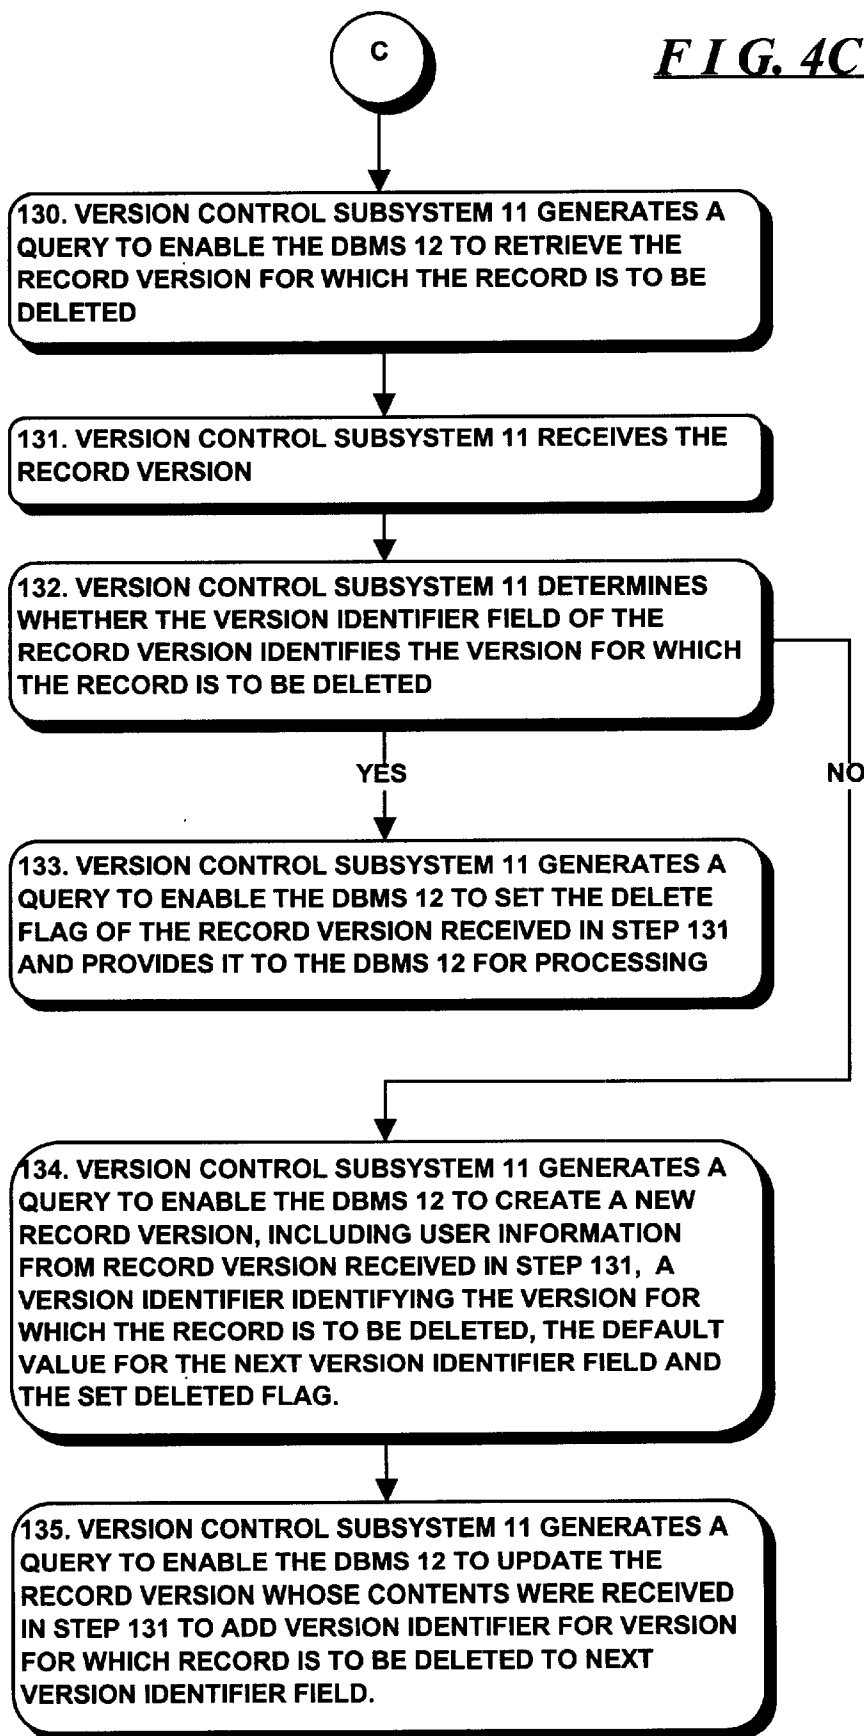 C
F I G. 4C
130. VERSION CONTROL SUBSYSTEM 11 GENERATES A
QUERY TO ENABLE THE DBMS 12 TO RETRIEVE THE
RECORD VERSION FOR WHICH THE RECORD IS TO BE
DELETED
131. VERSION CONTROL SUBSYSTEM 11 RECEIVES THE
RECORD VERSION
132. VERSION CONTROL SUBSYSTEM 11 DETERMINES
WHETHER THE VERSION IDENTIFIER FIELD OF THE
RECORD VERSION IDENTIFIES THE VERSION FOR WHICH
THE RECORD IS TO BE DELETED
YES
NO
133. VERSION CONTROL SUBSYSTEM 11 GENERATES A
QUERY TO ENABLE THE DBMS 12 TO SET THE DELETE
FLAG OF THE RECORD VERSION RECEIVED IN STEP 131
AND PROVIDES IT TO THE DBMS 12 FOR PROCESSING
134. VERSION CONTROL SUBSYSTEM 11 GENERATES A
QUERY TO ENABLE THE DBMS 12 TO CREATE A NEW
RECORD VERSION, INCLUDING USER INFORMATION
FROM RECORD VERSION RECEIVED IN STEP 131, A
VERSION IDENTIFIER IDENTIFYING THE VERSION FOR
WHICH THE RECORD IS TO BE DELETED, THE DEFAULT
VALUE FOR THE NEXT VERSION IDENTIFIER FIELD AND
THE SET DELETED FLAG.
135. VERSION CONTROL SUBSYSTEM 11 GENERATES A
QUERY TO ENABLE THE DBMS 12 TO UPDATE THE
RECORD VERSION WHOSE CONTENTS WERE RECEIVED
IN STEP 131 TO ADD VERSION IDENTIFIER FOR VERSION
FOR WHICH RECORD IS TO BE DELETED TO NEXT
VERSION IDENTIFIER FIELD.